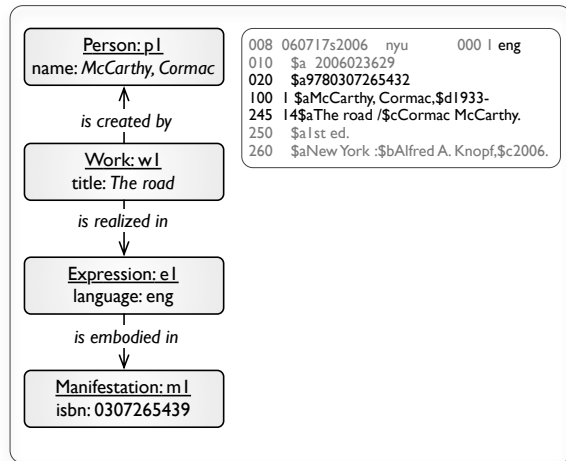 Person: p1
name: McCarthy, Cormac
is created by
Work: w1
title: The road
is realized in
Expression: e1
language: eng
is embodied in
Manifestation: m1
isbn: 0307265439
008 060717s2006 nyu 000 1 eng
010 $a 2006023629
020 $a9780307265432
100 1 $aMcCarthy, Cormac,$d1933-
245 14$aThe road /$cCormac McCarthy.
250 $a1st ed.
260 $aNew York :$bAlfred A. Knopf,$c2006.